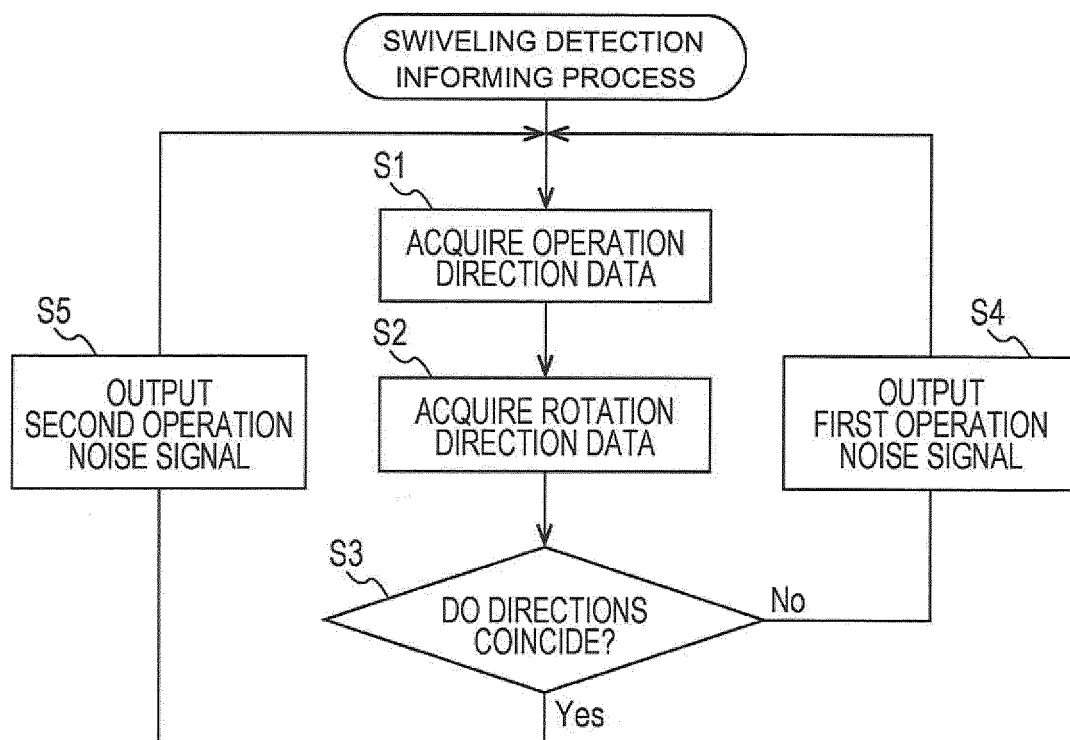 SWIVELING DETECTION
INFORMING PROCESS
S1
ACQUIRE OPERATION
DIRECTION DATA
S2
ACQUIRE ROTATION
DIRECTION DATA
S5
OUTPUT
SECOND OPERATION
NOISE SIGNAL
S4
OUTPUT
FIRST OPERATION
NOISE SIGNAL
S3
DO DIRECTIONS
COINCIDE?
No
Yes